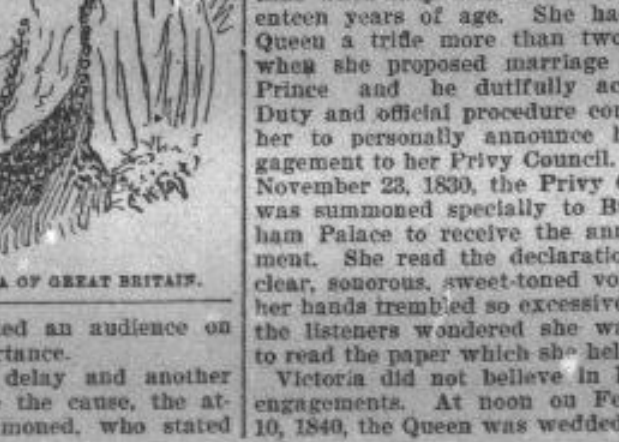 A OF GREAT BRITAIN.
ed an audience on
rtance.
delay and another
the cause, the at-
moned, who stated
enteen years of age. She ha
Queen a trifle more than two
when she proposed marriage
Prince and he dutifully ac
Duty and official procedure co
her to personally announce h
gagement to her Privy Council.
November 23, 1830, the Privy
was summoned specially to B
ham Palace to receive the an
ment. She read the declaratio
clear, sonorous, sweet-toned vo
her hands trembled so excessive
the listeners wondered she wa
to read the paper which she hel
Victoria did not believe in
engagements. At noon on Fe
10, 1840, the Queen was wedded